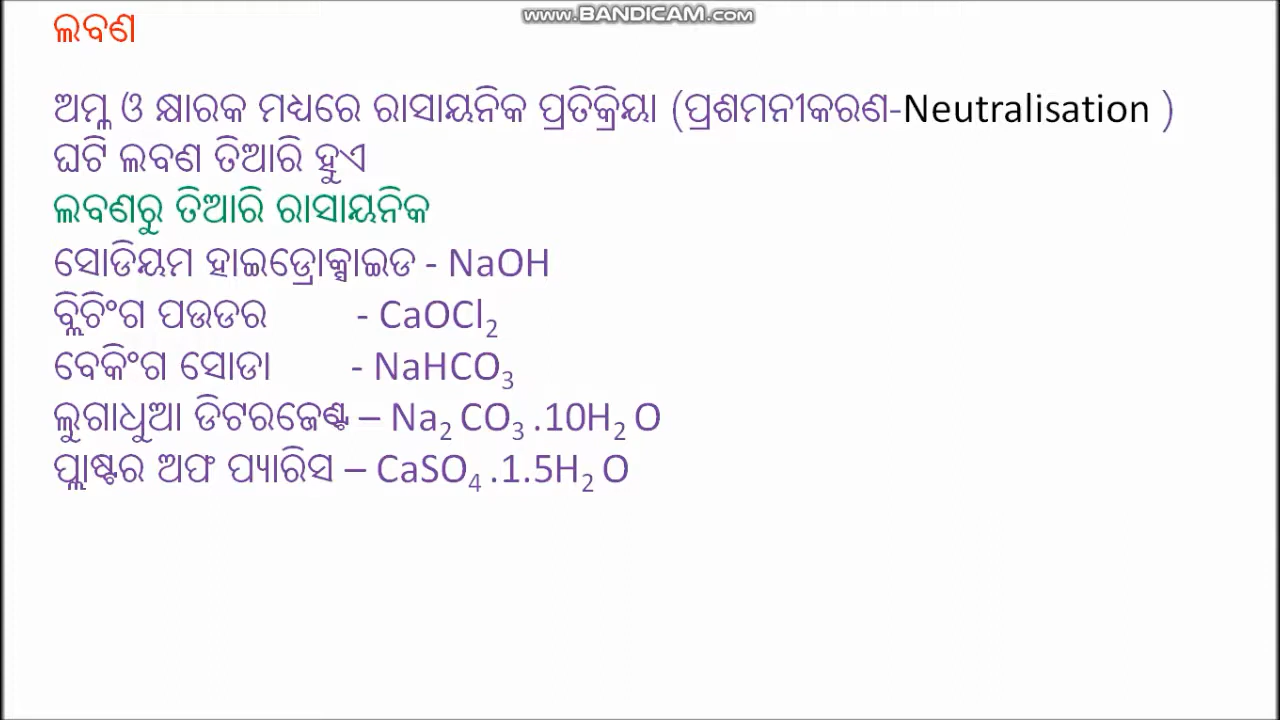 www.BANDICAM.com
ଲବଣ
ଅମ୍ଳ ଓ କ୍ଷାରକ ମଧ୍ୟରେ ରାସାୟନିକ ପ୍ରତିକ୍ରିୟା (ପ୍ରଶମନୀକରଣ-Neutralisation )
ଘଟି ଲବଣ ତିଆରି ହୁଏ
ଲବଣରୁ ତିଆରି ରାସାୟନିକ
ସୋଡିୟମ ହାଇଡ୍ରୋକ୍ସାଇଡ - NaOH
ବ୍ଲିଚିଂଗ ପଉଡର - CaOCl₂
ବେକିଂଗ ସୋଡା - NaHCO₃
ଲୁଗାଧୁଆ ଡିଟରଜେଣ୍ଟ – Na₂ CO₃ .10H₂ O
ପ୍ଲାଷ୍ଟର ଅଫ ପ୍ୟାରିସ – CaSO₄ .1.5H₂ O